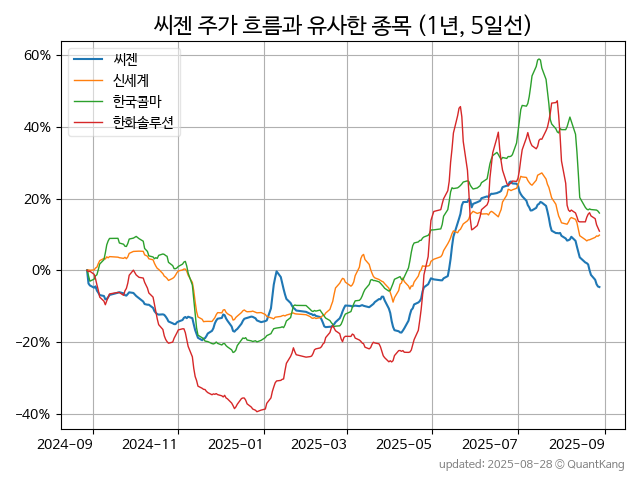 씨젠 주가 흐름과 유사한 종목 (1년, 5일선)
60%
40%
20%
0%
−20%
−40%
씨젠
신세계
한국콜마
한화솔루션
2024-09 2024-11 2025-01 2025-03 2025-05 2025-07 2025-09
updated: 2025-08-28 © QuantKang